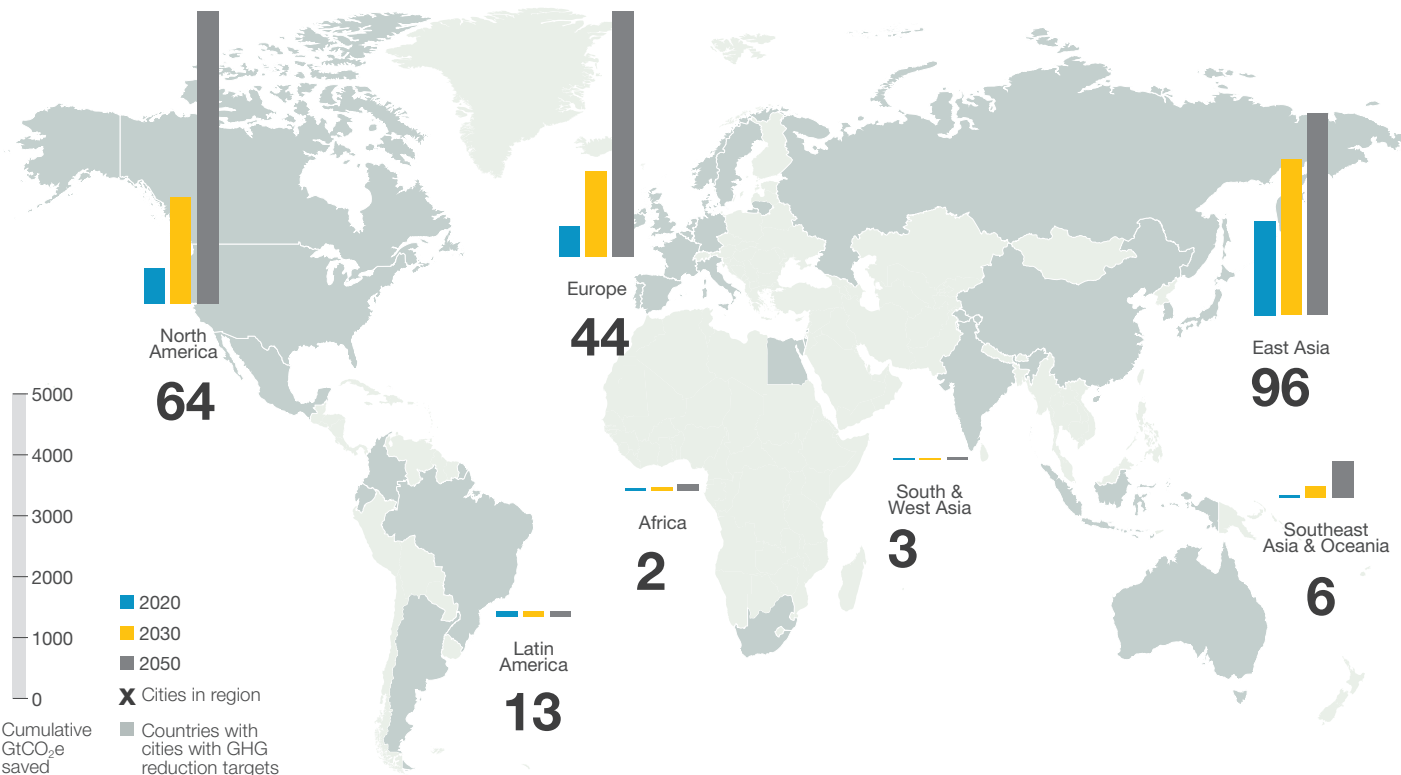 North
America
64
Europe
44
East Asia
96
5000
4000
3000
2000
1000
0
Cumulative
GtCO₂e
saved
2020
2030
2050
X Cities in region
Countries with
cities with GHG
reduction targets
Latin
America
13
Africa
2
South &
West Asia
3
Southeast
Asia & Oceania
6